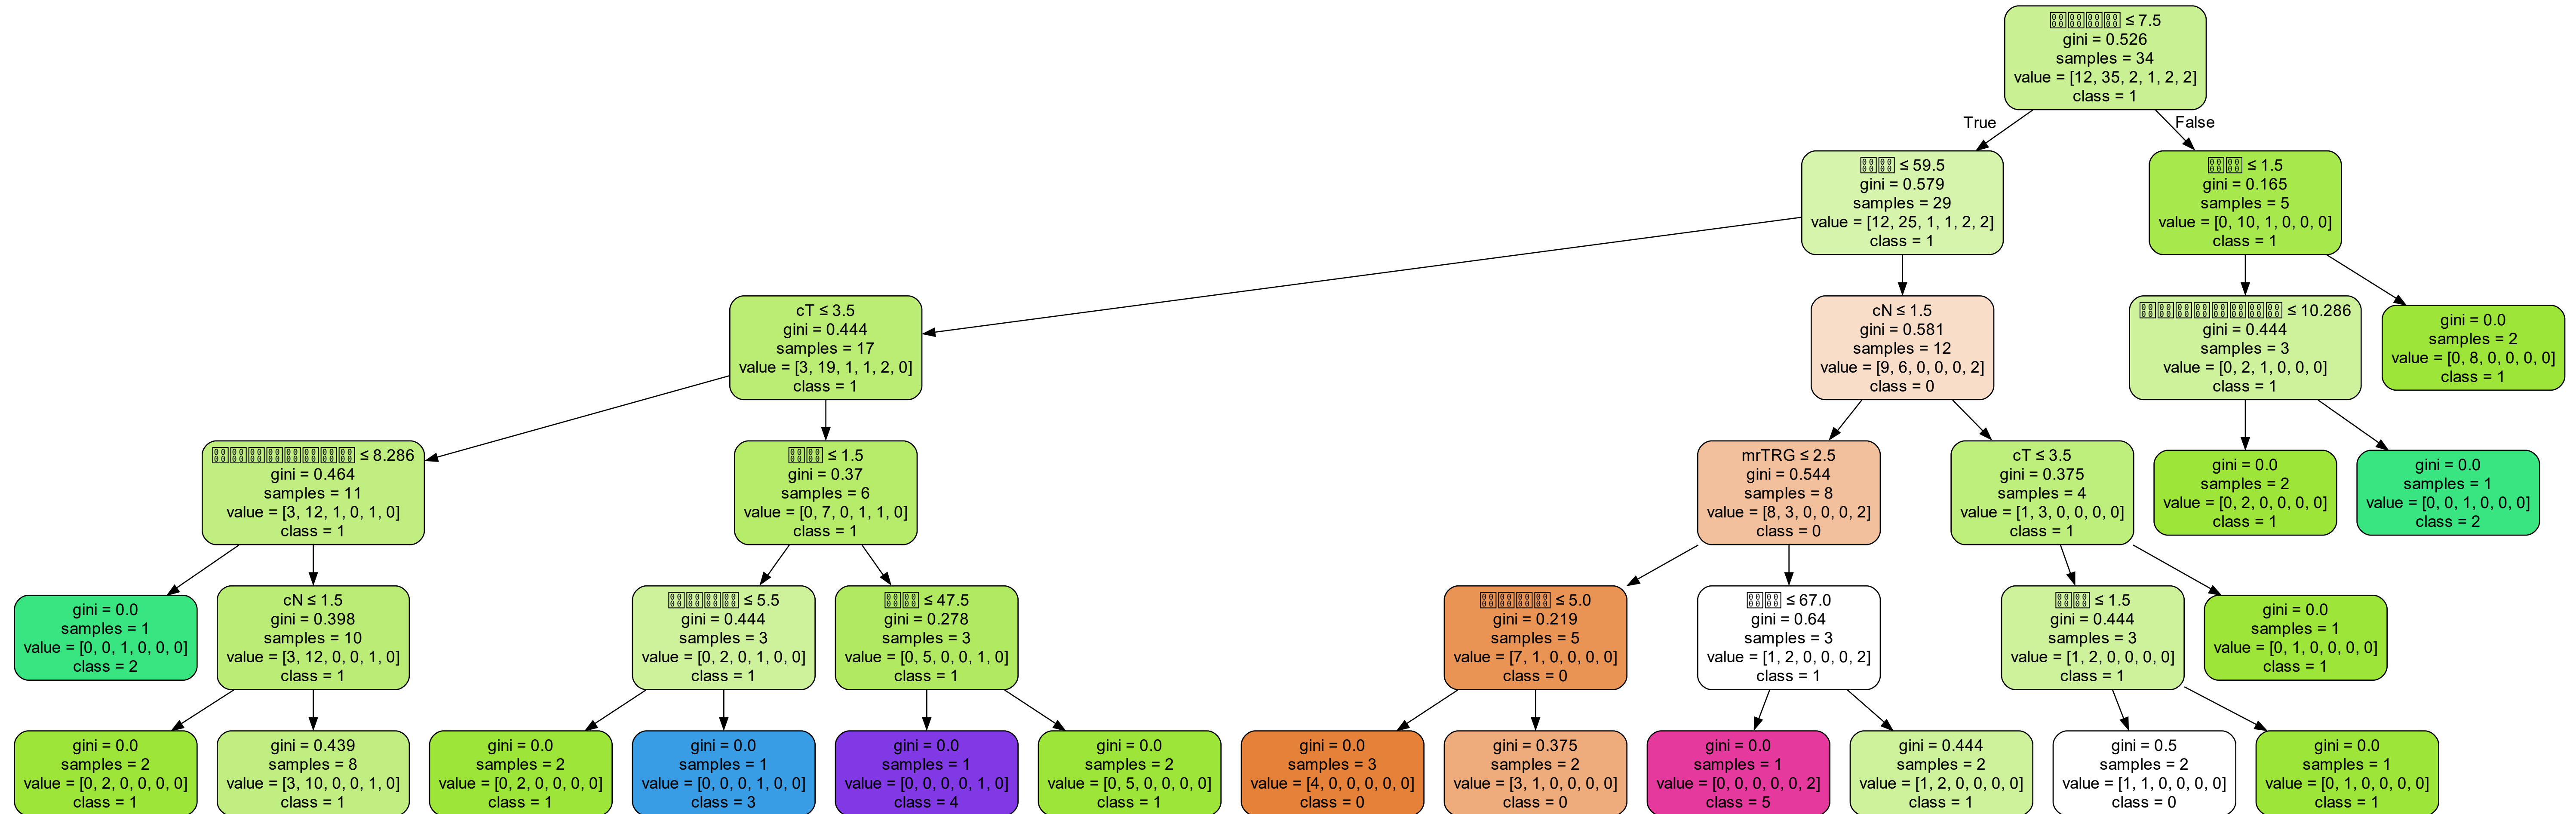 ≤ 7.5
gini = 0.526
samples = 34
value = [12, 35, 2, 1, 2, 2]
class = 1
True
False
≤ 59.5
gini = 0.579
samples = 29
value = [12, 25, 1, 1, 2, 2]
class = 1
≤ 1.5
gini = 0.165
samples = 5
value = [0, 10, 1, 0, 0, 0]
class = 1
cT ≤ 3.5
gini = 0.444
samples = 17
value = [3, 19, 1, 1, 2, 0]
class = 1
cN ≤ 1.5
gini = 0.581
samples = 12
value = [9, 6, 0, 0, 0, 2]
class = 0
≤ 10.286
gini = 0.444
samples = 3
value = [0, 2, 1, 0, 0, 0]
class = 1
gini = 0.0
samples = 2
value = [0, 8, 0, 0, 0, 0]
class = 1
≤ 8.286
gini = 0.464
samples = 11
value = [3, 12, 1, 0, 1, 0]
class = 1
≤ 1.5
gini = 0.37
samples = 6
value = [0, 7, 0, 1, 1, 0]
class = 1
mrTRG ≤ 2.5
gini = 0.544
samples = 8
value = [8, 3, 0, 0, 0, 2]
class = 0
cT ≤ 3.5
gini = 0.375
samples = 4
value = [1, 3, 0, 0, 0, 0]
class = 1
gini = 0.0
samples = 2
value = [0, 2, 0, 0, 0, 0]
class = 1
gini = 0.0
samples = 1
value = [0, 0, 1, 0, 0, 0]
class = 2
gini = 0.0
samples = 1
value = [0, 0, 1, 0, 0, 0]
class = 2
cN ≤ 1.5
gini = 0.398
samples = 10
value = [3, 12, 0, 0, 1, 0]
class = 1
≤ 5.5
gini = 0.444
samples = 3
value = [0, 2, 0, 1, 0, 0]
class = 1
≤ 47.5
gini = 0.278
samples = 3
value = [0, 5, 0, 0, 1, 0]
class = 1
≤ 5.0
gini = 0.219
samples = 5
value = [7, 1, 0, 0, 0, 0]
class = 0
≤ 67.0
gini = 0.64
samples = 3
value = [1, 2, 0, 0, 0, 2]
class = 1
≤ 1.5
gini = 0.444
samples = 3
value = [1, 2, 0, 0, 0, 0]
class = 1
gini = 0.0
samples = 1
value = [0, 1, 0, 0, 0, 0]
class = 1
gini = 0.0
samples = 2
value = [0, 2, 0, 0, 0, 0]
class = 1
gini = 0.439
samples = 8
value = [3, 10, 0, 0, 1, 0]
class = 1
gini = 0.0
samples = 2
value = [0, 2, 0, 0, 0, 0]
class = 1
gini = 0.0
samples = 1
value = [0, 0, 0, 1, 0, 0]
class = 3
gini = 0.0
samples = 1
value = [0, 0, 0, 0, 1, 0]
class = 4
gini = 0.0
samples = 2
value = [0, 5, 0, 0, 0, 0]
class = 1
gini = 0.0
samples = 3
value = [4, 0, 0, 0, 0, 0]
class = 0
gini = 0.375
samples = 2
value = [3, 1, 0, 0, 0, 0]
class = 0
gini = 0.0
samples = 1
value = [0, 0, 0, 0, 0, 2]
class = 5
gini = 0.444
samples = 2
value = [1, 2, 0, 0, 0, 0]
class = 1
gini = 0.5
samples = 2
value = [1, 1, 0, 0, 0, 0]
class = 0
gini = 0.0
samples = 1
value = [0, 1, 0, 0, 0, 0]
class = 1